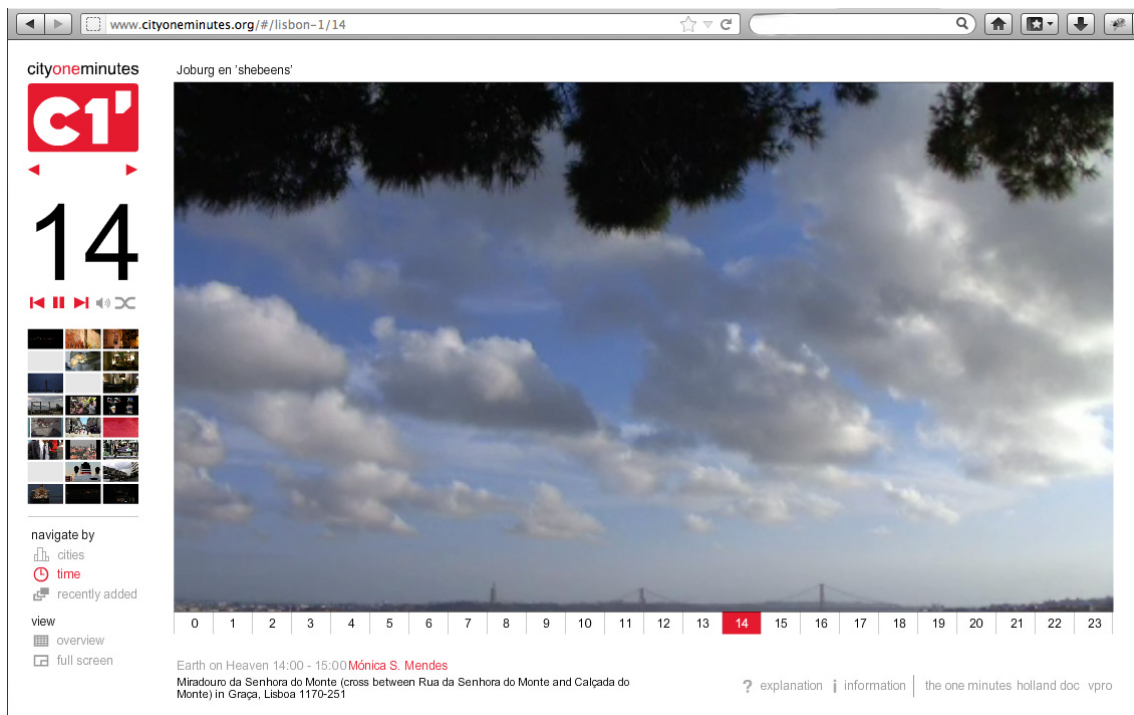 www.cityoneminutes.org/#/lisbon-1/14
cityoneminutes
Joburg en 'shebeens'
C1'
14
navigate by
cities
time
recently added
view
overview
full screen
0 1 2 3 4 5 6 7 8 9 10 11 12 13 14 15 16 17 18 19 20 21 22 23
Earth on Heaven 14:00 - 15:00 Mónica S. Mendes
Miradouro da Senhora do Monte (cross between Rua da Senhora do Monte and Calçada do
Monte) in Graça, Lisboa 1170-251
? explanation i information the one minutes holland doc vpro